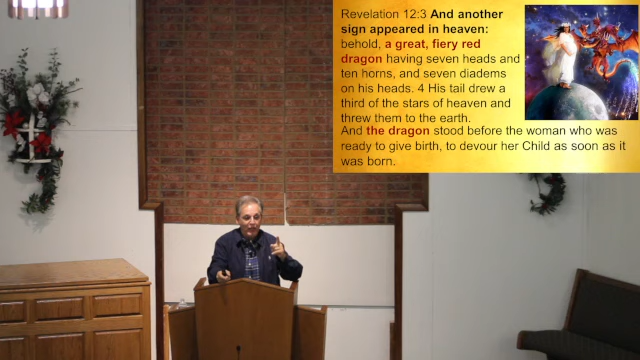 Revelation 12:3 And another
sign appeared in heaven:
behold, a great, fiery red
dragon having seven heads and
ten horns, and seven diadems
on his heads. 4 His tail drew a
third of the stars of heaven and
threw them to the earth.
And the dragon stood before the woman who was
ready to give birth, to devour her Child as soon as it
was born.